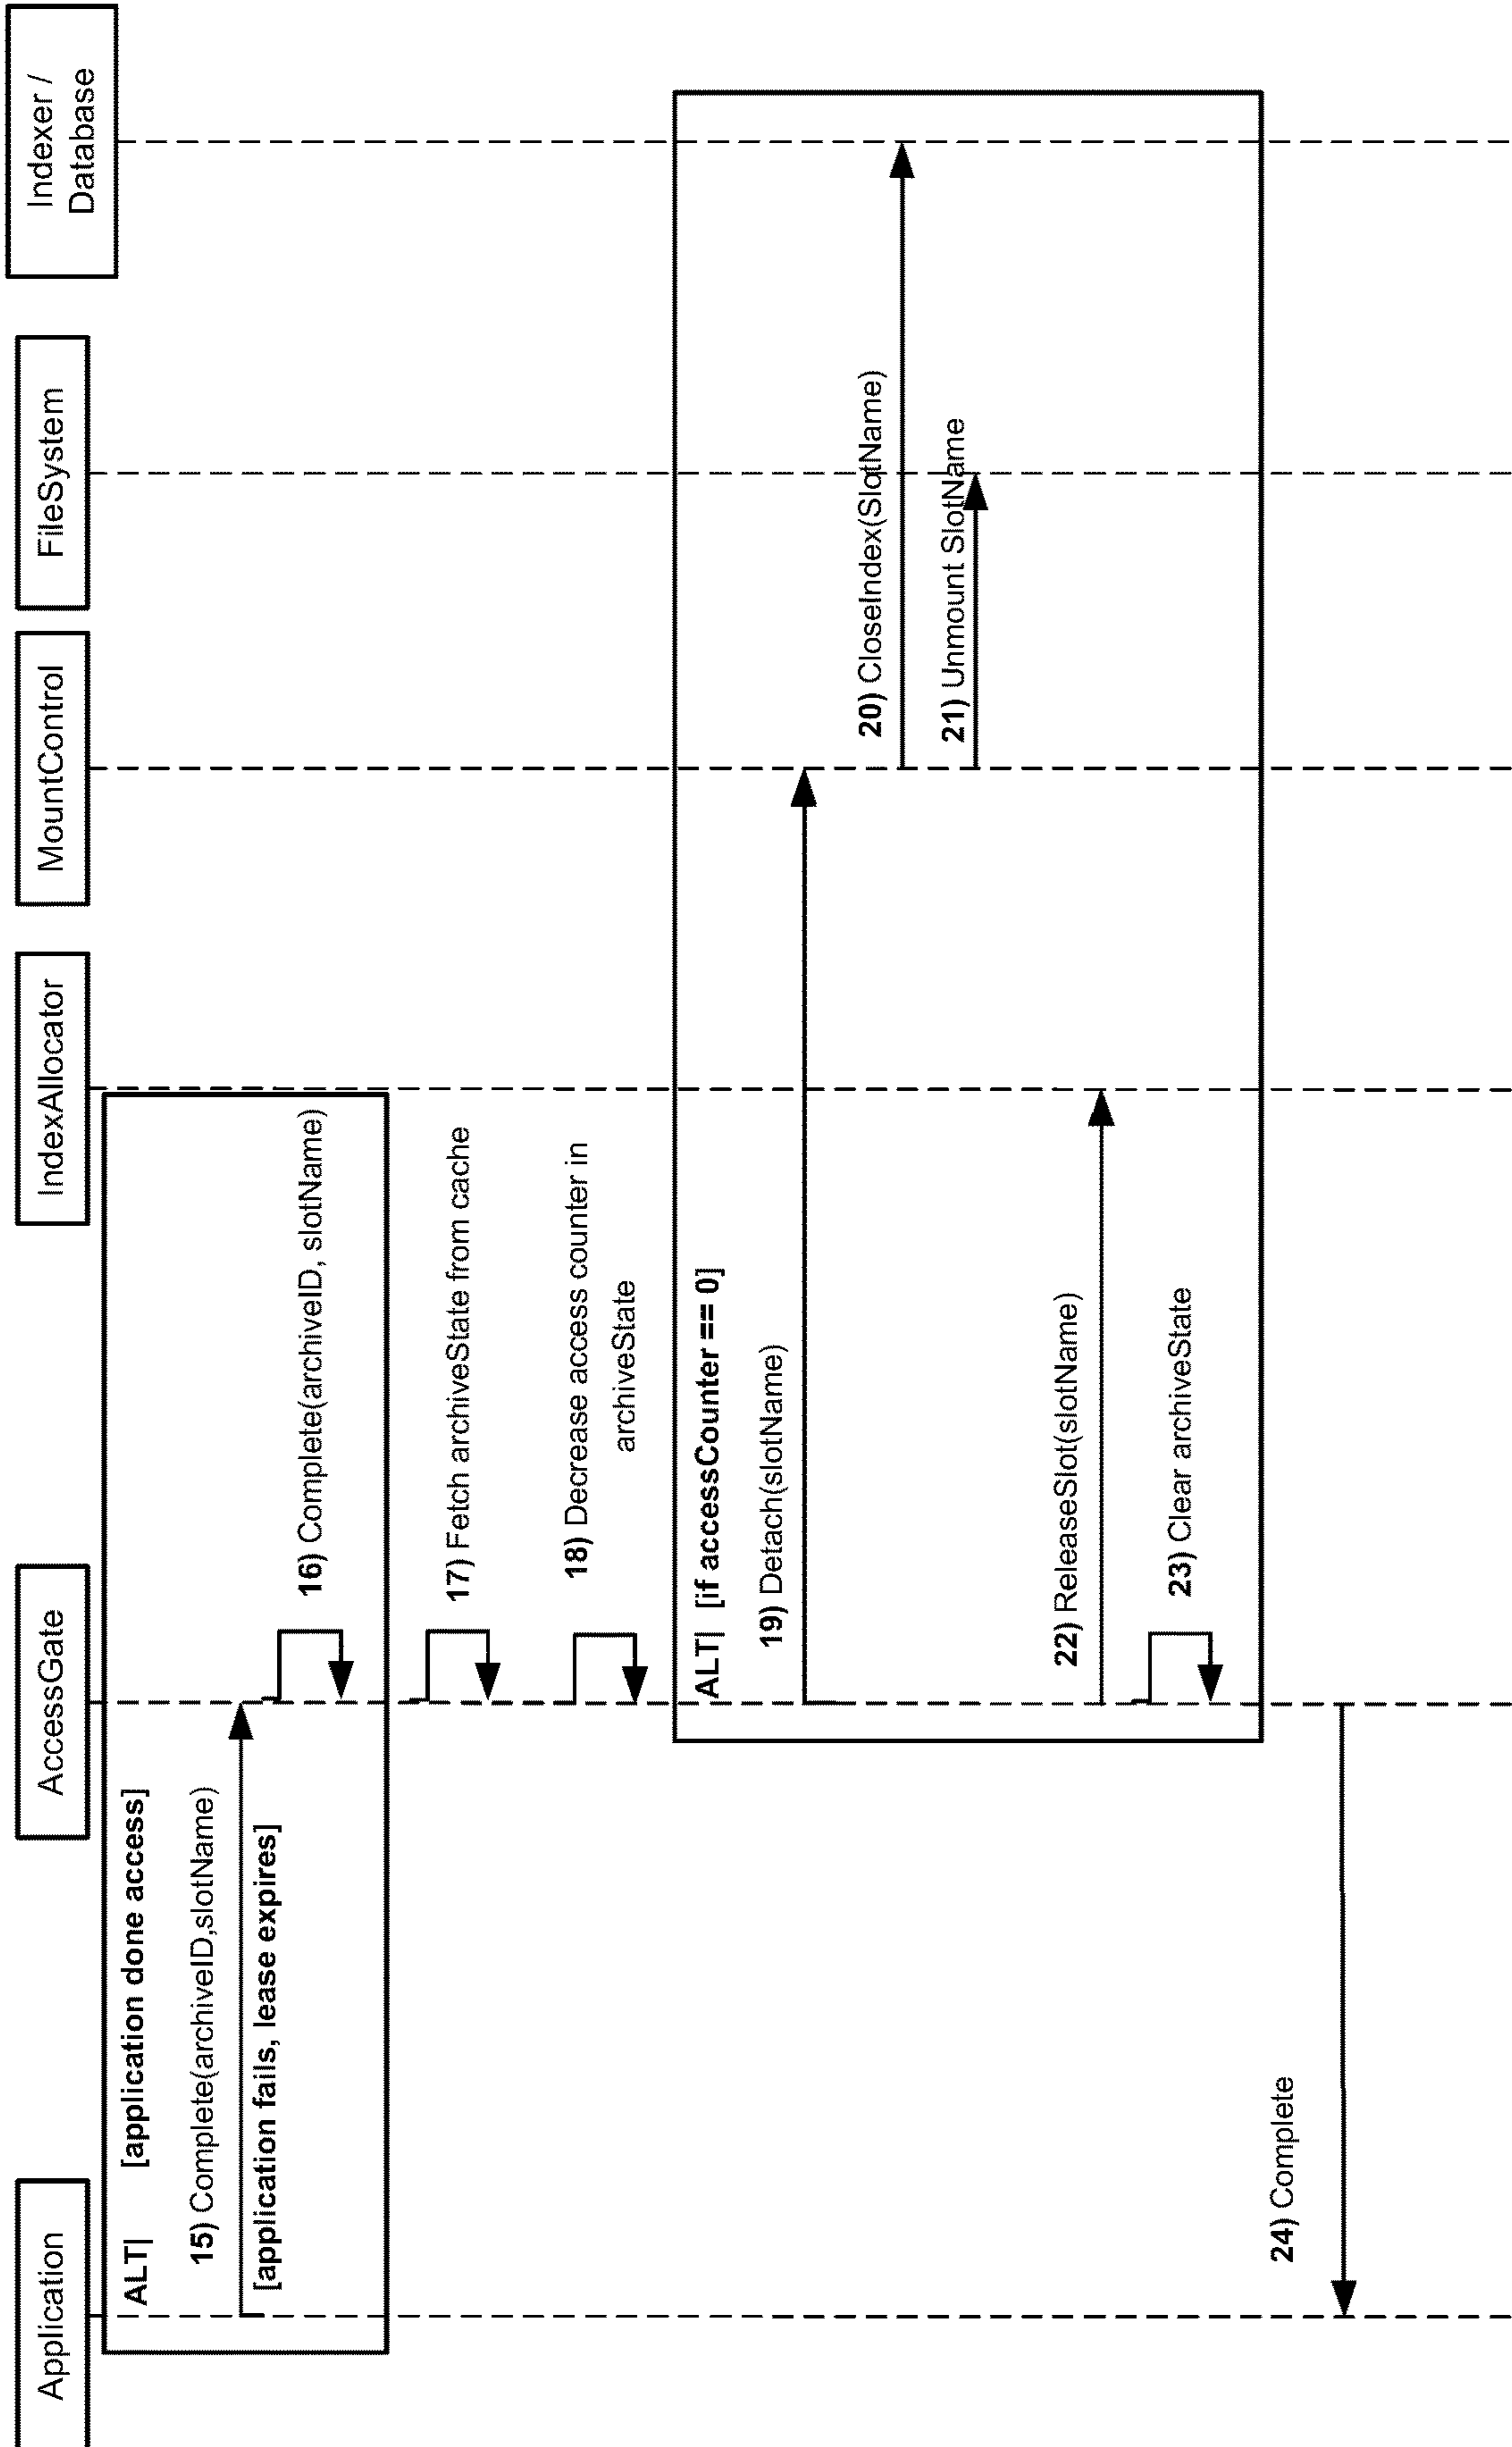 Application
AccessGate
IndexAllocator
MountControl
FileSystem
Indexer /
Database
ALT| [application done access]
15) Complete(archiveID,slotName)
[application fails, lease expires]
16) Complete(archiveID, slotName)
17) Fetch archiveState from cache
18) Decrease access counter in
archiveState
ALT| [if accessCounter == 0]
19) Detach(slotName)
20) CloseIndex(SlotName)
21) Unmount SlotName
22) ReleaseSlot(slotName)
23) Clear archiveState
24) Complete